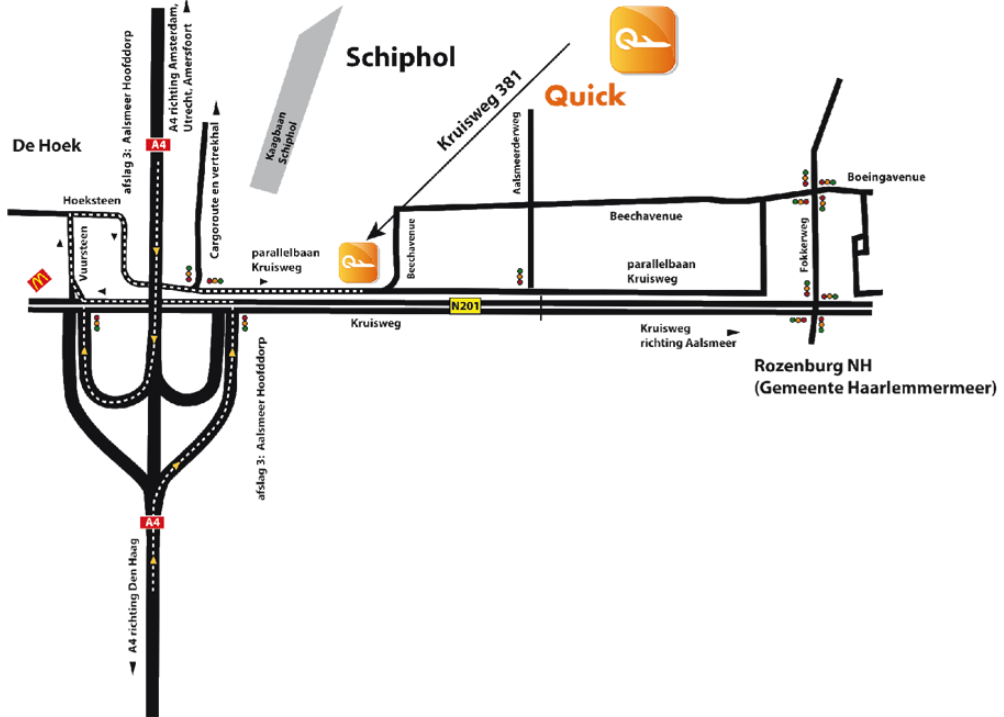 A4 richting Amsterdam,
Utrecht, Amersfoort
afslag 3: Aalsmeer Hoofddorp
Schiphol
Kaagbaan
Schiphol
Kruisweg 381
Quick
De Hoek
A4
Cargoroute en vertrekhal
Aalsmeerderweg
Boeingavenue
Hoeksteen
Beechavenue
Vuursteen
parallelbaan
Kruisweg
Beechavenue
parallelbaan
Kruisweg
Fokkerweg
M
N201
Kruisweg
Kruisweg
richting Aalsmeer
Rozenburg NH
(Gemeente Haarlemmermeer)
afslag 3: Aalsmeer Hoofddorp
A4
A4 richting Den Haag